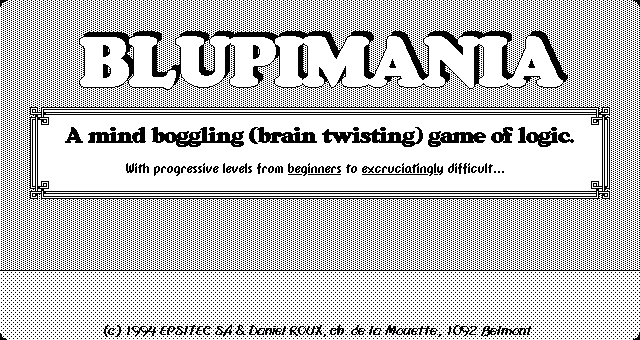 BLUPIMANIA
A mind boggling (brain twisting) game of logic.
With progressive levels from beginners to excruciatingly difficult...
(c) 1994 EPSITEC SA & Daniel ROUX, ch. de la Mouette, 1092 Belmont